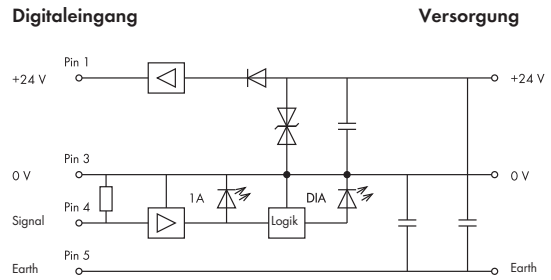 Digitaleingang Versorgung
Pin 1
+24 V +24 V
Pin 3
0 V 0 V
1A DIA
Pin 4
Signal Logik
Pin 5
Earth Earth